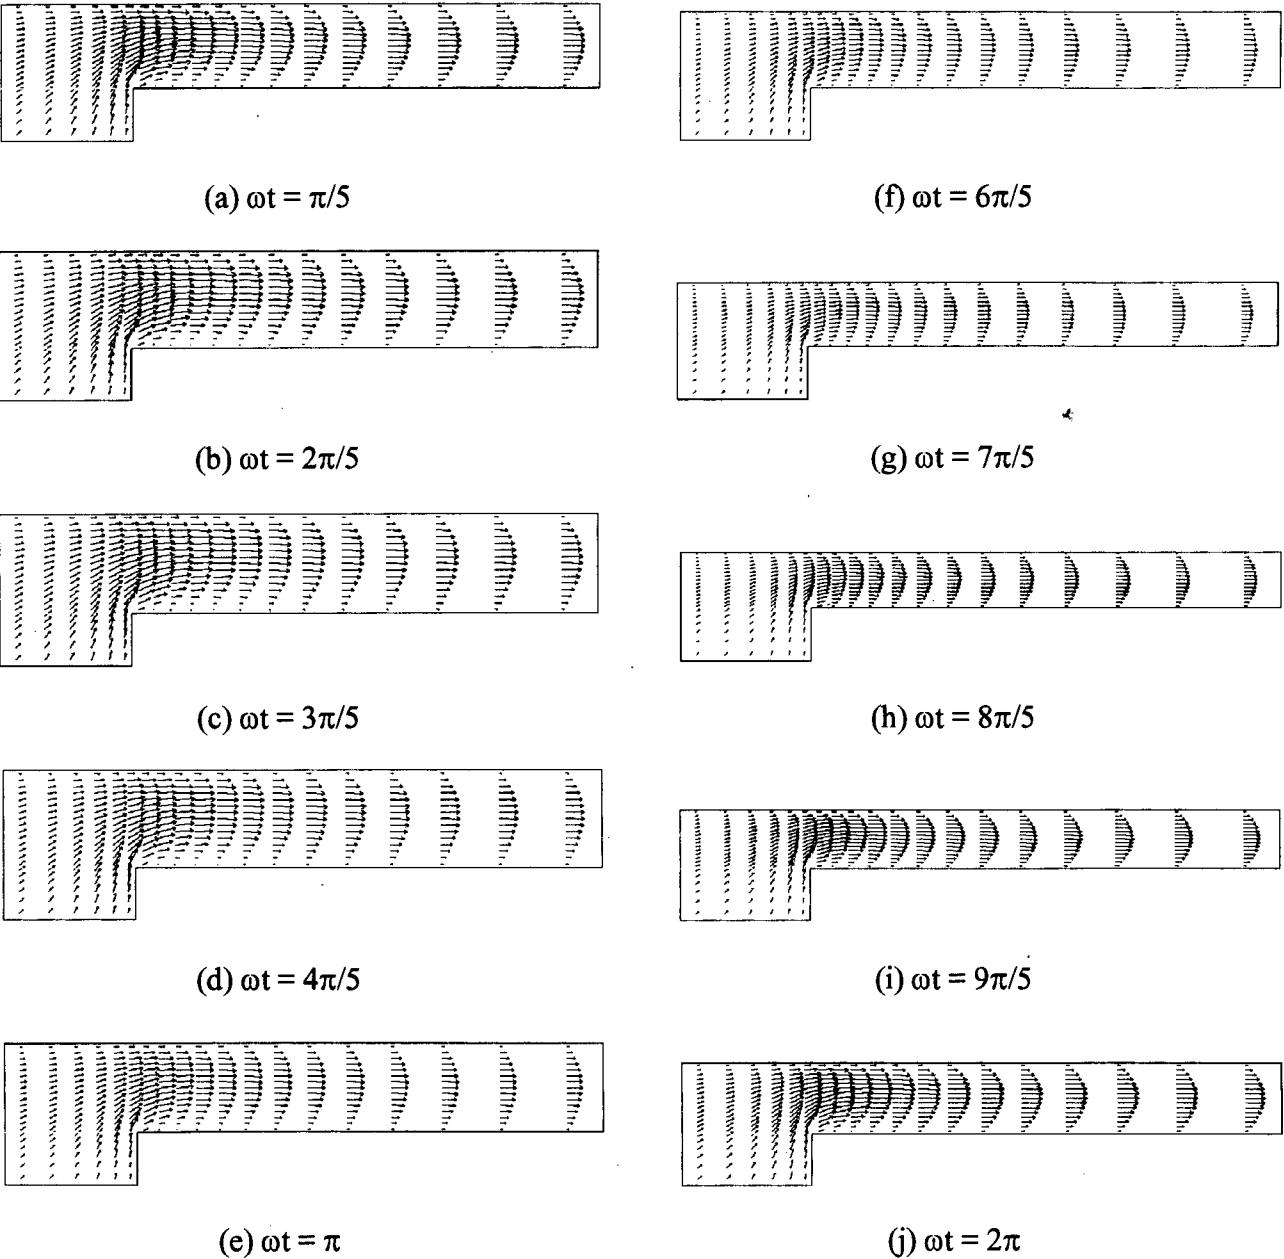 (a) ωt = π/5
(b) ωt = 2π/5
(c) ωt = 3π/5
(d) ωt = 4π/5
(e) ωt = π
(f) ωt = 6π/5
(g) ωt = 7π/5
(h) ωt = 8π/5
(i) ωt = 9π/5
(j) ωt = 2π